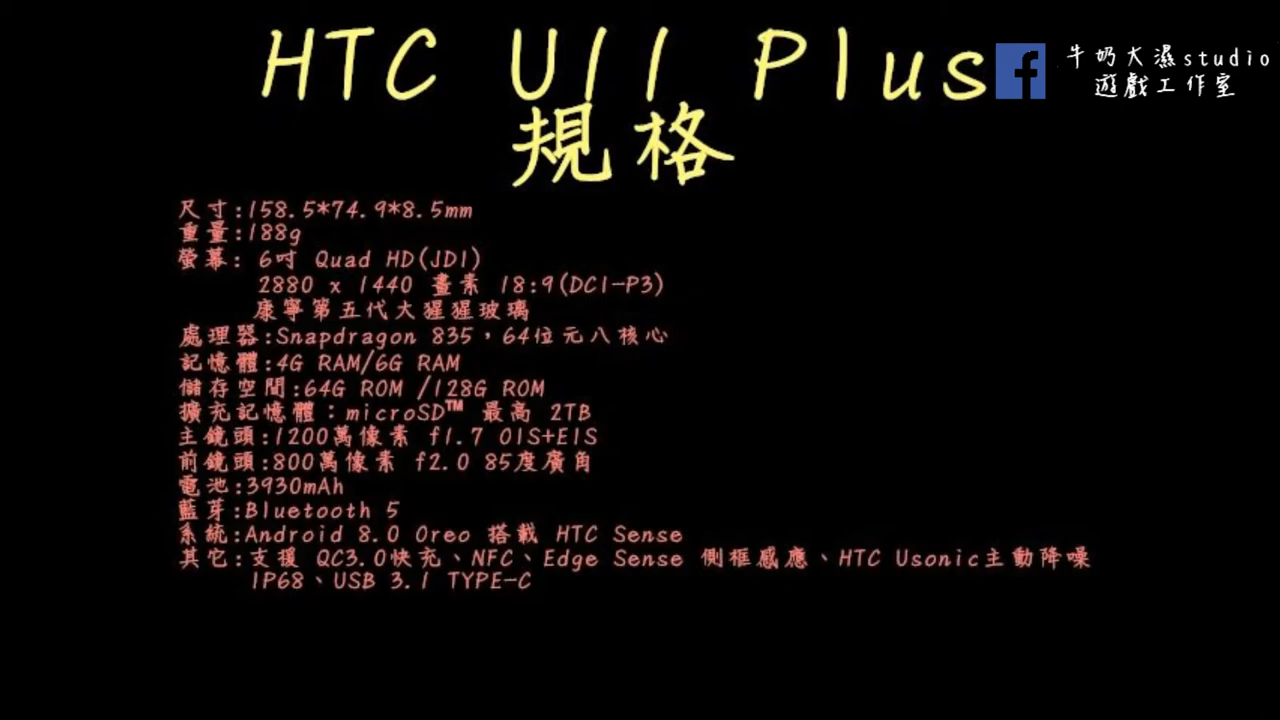 HTC U11 Plus
規格
牛奶大濕studio
遊戲工作室
尺寸:158.5*74.9*8.5mm
重量:188g
螢幕: 6吋 Quad HD(JDI)
2880 x 1440 畫素 18:9(DCI-P3)
康寧第五代大猩猩玻璃
處理器:Snapdragon 835，64位元八核心
記憶體:4G RAM/6G RAM
儲存空間:64G ROM /128G ROM
擴充記憶體：microSD™ 最高 2TB
主鏡頭:1200萬像素 f1.7 OIS+EIS
前鏡頭:800萬像素 f2.0 85度廣角
電池:3930mAh
藍芽:Bluetooth 5
系統:Android 8.0 Oreo 搭載 HTC Sense
其它:支援 QC3.0快充、NFC、Edge Sense 側框感應、HTC Usonic主動降噪
IP68、USB 3.1 TYPE-C